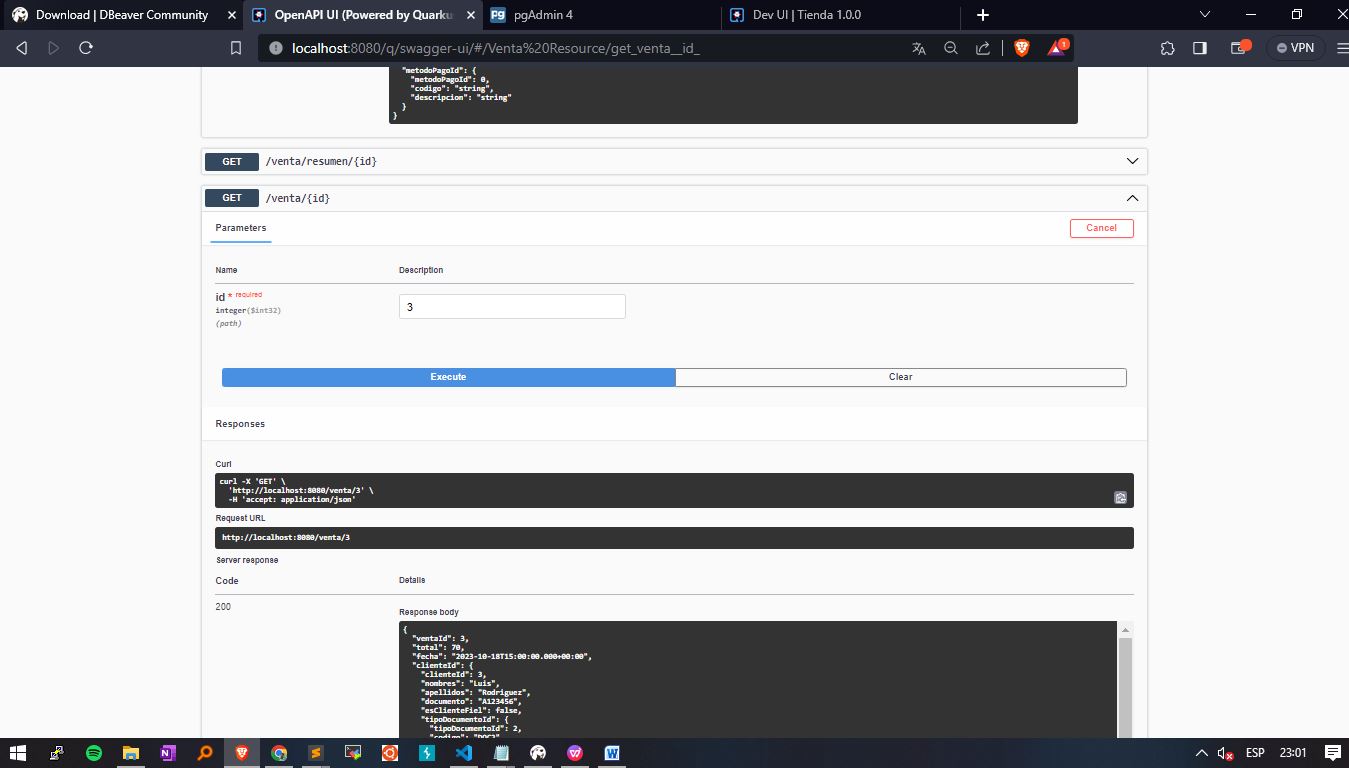 Download | DBeaver Community
OpenAPI UI (Powered by Quarku
pgAdmin 4
Dev UI | Tienda 1.0.0
localhost:8080/q/swagger-ui/#/Venta%20Resource/get_venta__id_
1
VPN
"metodoPagoId": {
"metodoPagoId": 0,
"codigo": "string",
"descripcion": "string"
}
}
GET /venta/resumen/{id}
GET /venta/{id}
Parameters
Cancel
Name Description
id * required
integer($int32)
(path)
3
Execute
Clear
Responses
Curl
curl -X 'GET' \
'http://localhost:8080/venta/3' \
-H 'accept: application/json'
Request URL
http://localhost:8080/venta/3
Server response
Code Details
200
Response body
{
"ventaId": 3,
"total": 70,
"fecha": "2023-10-18T15:00:00.000+00:00",
"clienteId": {
"clienteId": 3,
"nombres": "Luis",
"apellidos": "Rodriguez",
"documento": "A123456",
"esClienteFiel": false,
"tipoDocumentoId": {
"tipoDocumentoId": 2,
"codigo": "DOC2"
ESP 23:01